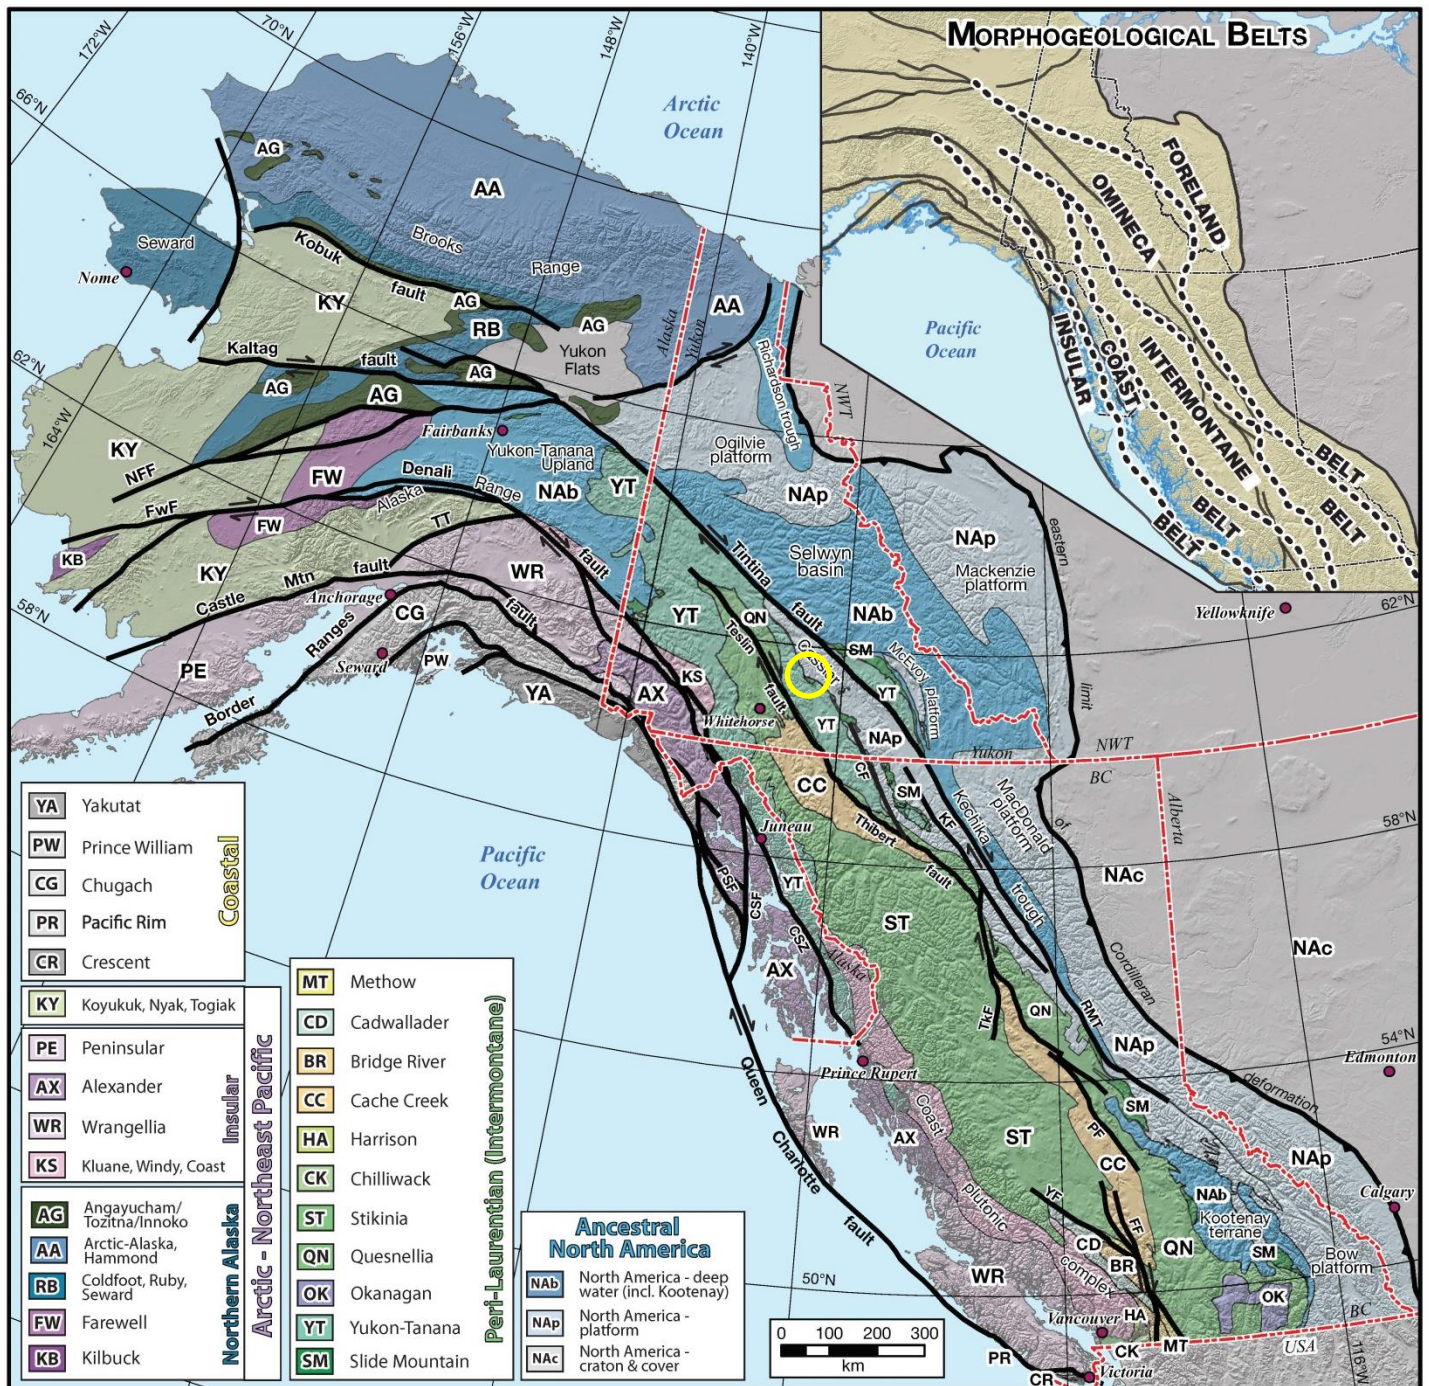 MORPHOGEOLOGICAL BELTS
FORELAND
BELT
OMINECA
BELT
INTERMONTANE
BELT
COAST
BELT
INSULAR
BELT
Pacific
Ocean
172°W
70°N
156°W
148°W
140°W
66°N
62°N
164°W
58°N
Arctic
Ocean
AG
AA
Seward
Nome
Brooks
Range
Kobuk
fault
KY
AG
RB
AG
AA
Alaska
Yukon
Yukon
Flats
Richardson trough
NWT
Kaltag
fault
AG
AG
AG
KY
NFF
FW
Fairbanks
Yukon-Tanana
Upland
Ogilvie
platform
NAp
FwF
Denali
fault
Alaska
Range
NAb
YT
FW
TT
KB
KY
Castle
Mtn
fault
WR
Tintina
fault
Selwyn
basin
NAb
NAp
Mackenzie
platform
eastern
limit
of
Cordilleran
deformation
Yellowknife
62°N
Anchorage
CG
Border
Ranges
fault
Seward
PW
PE
YA
AX
KS
YT
QN
Teslin
fault
SM
McEvoy
platform
YT
Whitehorse
YT
NAp
Yukon
NWT
BC
CC
CF
SM
KF
Kechika
trough
MacDonald
platform
Alberta
58°N
NAc
Juneau
Thibert
fault
PSF
CSF
YT
CSZ
ST
NAc
Pacific
Ocean
AX
Alaska
TkF
QN
RMT
NAp
54°N
Edmonton
Prince Rupert
Queen
Charlotte
fault
WR
AX
Coast
plutonic
complex
ST
PF
SM
CC
NAp
Calgary
YF
FF
NAb
Kootenay
terrane
SM
Bow
platform
CD
BR
QN
OK
WR
50°N
HA
Vancouver
BC
USA
116°W
CK
MT
PR
Victoria
CR
0 100 200 300
km
YA Yakutat
PW Prince William
CG Chugach
PR Pacific Rim
CR Crescent
Coastal
KY Koyukuk, Nyak, Togiak
PE Peninsular
AX Alexander
WR Wrangellia
KS Kluane, Windy, Coast
Insular
AG Angayucham/
Tozitna/Innoko
AA Arctic-Alaska,
Hammond
RB Coldfoot, Ruby,
Seward
FW Farewell
KB Kilbuck
Northern Alaska
Arctic - Northeast Pacific
MT Methow
CD Cadwallader
BR Bridge River
CC Cache Creek
HA Harrison
CK Chilliwack
ST Stikinia
QN Quesnellia
OK Okanagan
YT Yukon-Tanana
SM Slide Mountain
Peri-Laurentian (Intermontane)
Ancestral
North America
NAb North America - deep
water (incl. Kootenay)
NAp North America -
platform
NAc North America -
craton & cover